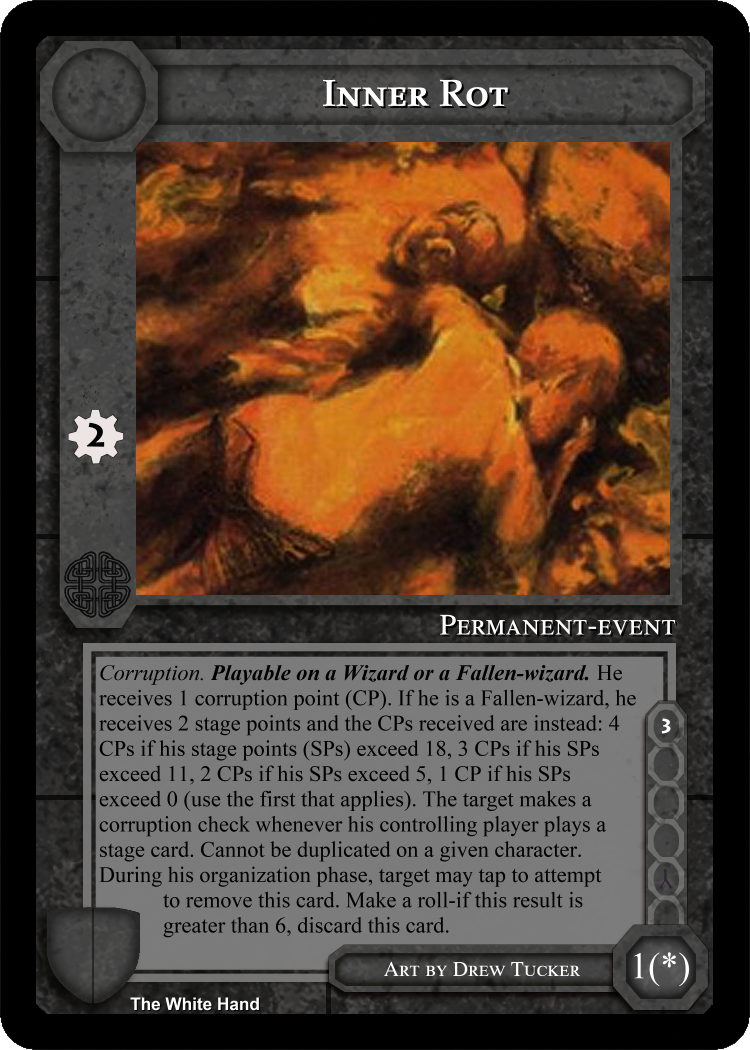 Inner Rot
2
Permanent-event
Corruption. Playable on a Wizard or a Fallen-wizard. He
receives 1 corruption point (CP). If he is a Fallen-wizard, he
receives 2 stage points and the CPs received are instead: 4
CPs if his stage points (SPs) exceed 18, 3 CPs if his SPs
exceed 11, 2 CPs if his SPs exceed 5, 1 CP if his SPs
exceed 0 (use the first that applies). The target makes a
corruption check whenever his controlling player plays a
stage card. Cannot be duplicated on a given character.
During his organization phase, target may tap to attempt
to remove this card. Make a roll-if this result is
greater than 6, discard this card.
3
Art by Drew Tucker
1(*)
The White Hand